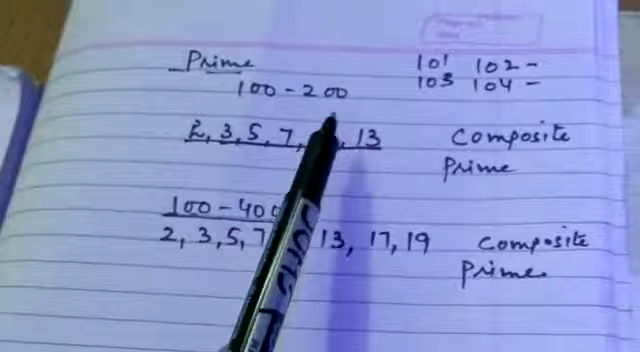 Prime
101 102 -
100 - 200
103 104 -
2, 3, 5, 7, 13
Composite
Prime
100 - 400
2, 3, 5, 7 13, 17, 19
Composite
Prime.